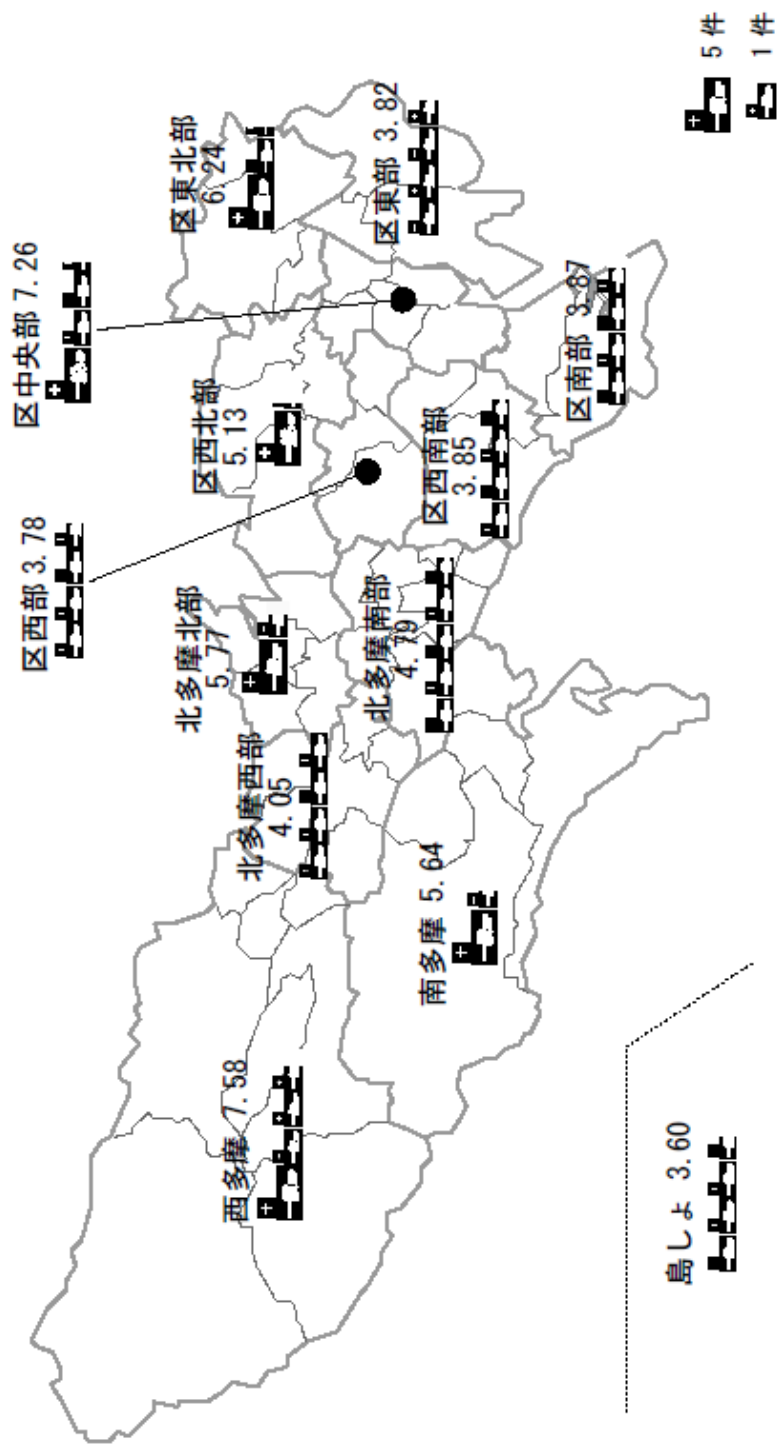 区西部 3.78
区中央部 7.26
区西北部
5.13
区東北部
6.24
北多摩北部
5.77
北多摩西部
4.05
西多摩 7.58
北多摩南部
4.79
区西南部
3.85
区東部 3.82
区南部 3.87
南多摩 5.64
島しょ 3.60
5件
1件